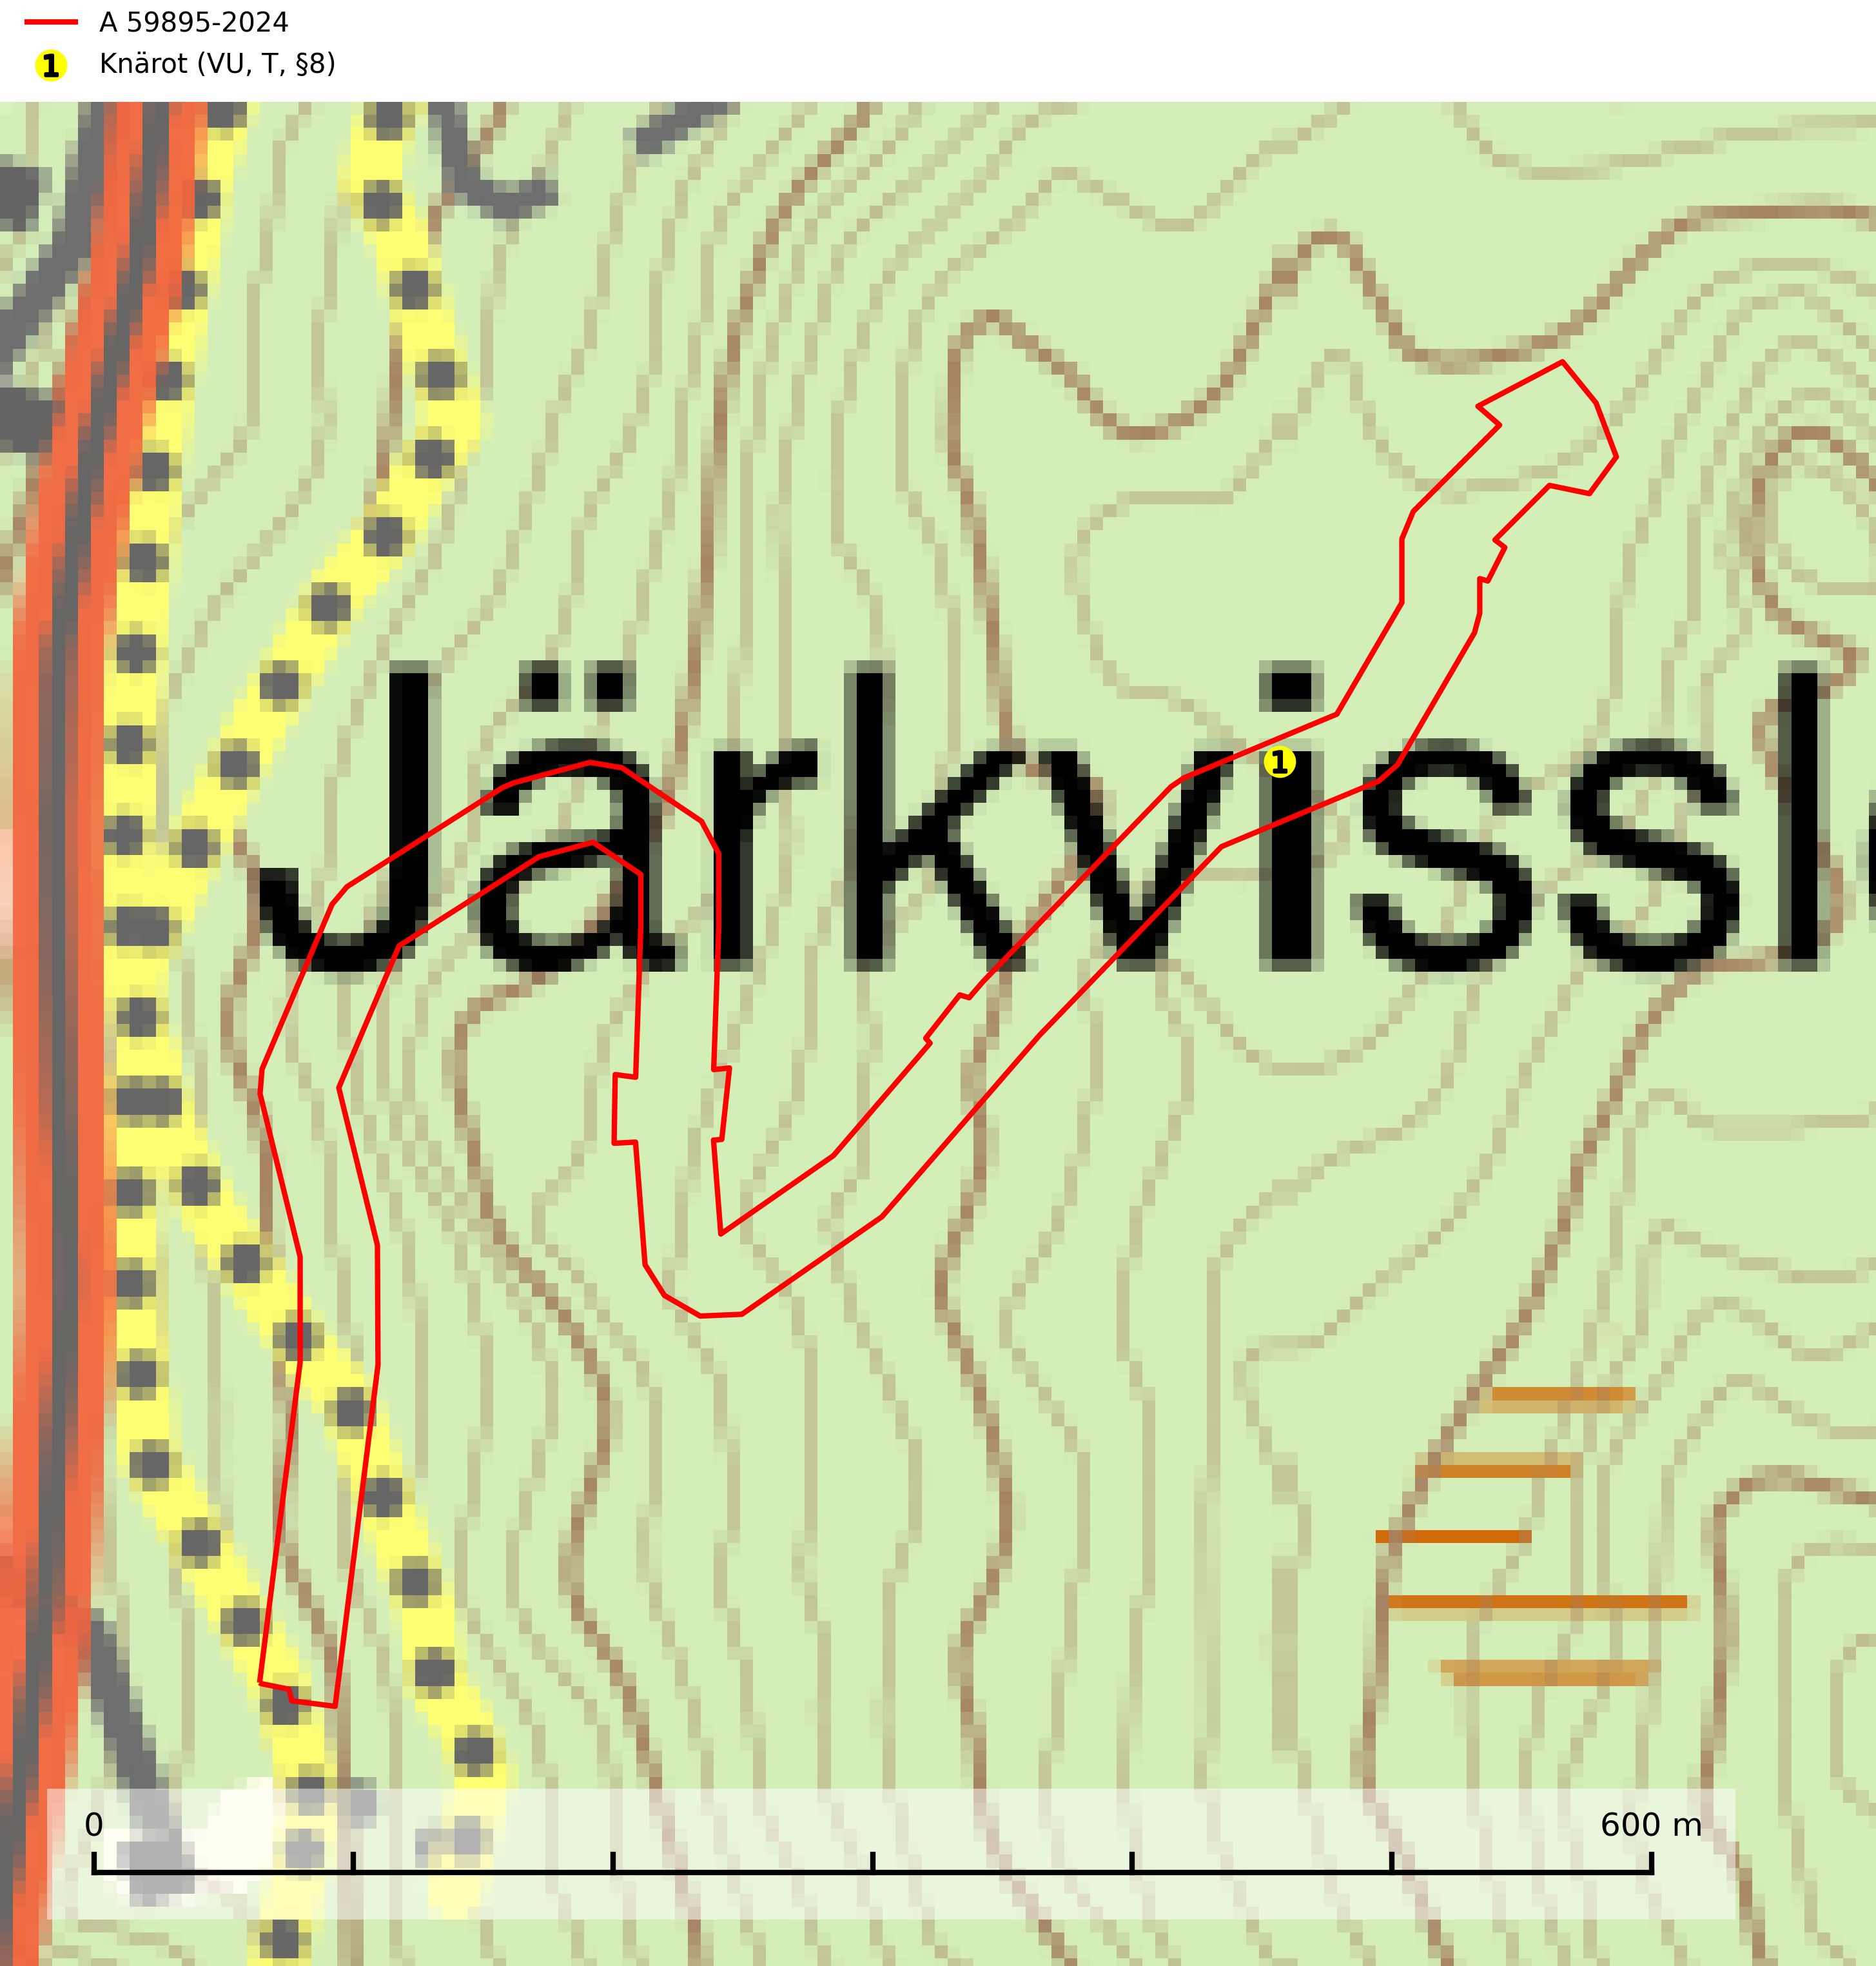 A 59895-2024
1 Knärot (VU, T, §8)
Järkvissl
1
0 600 m